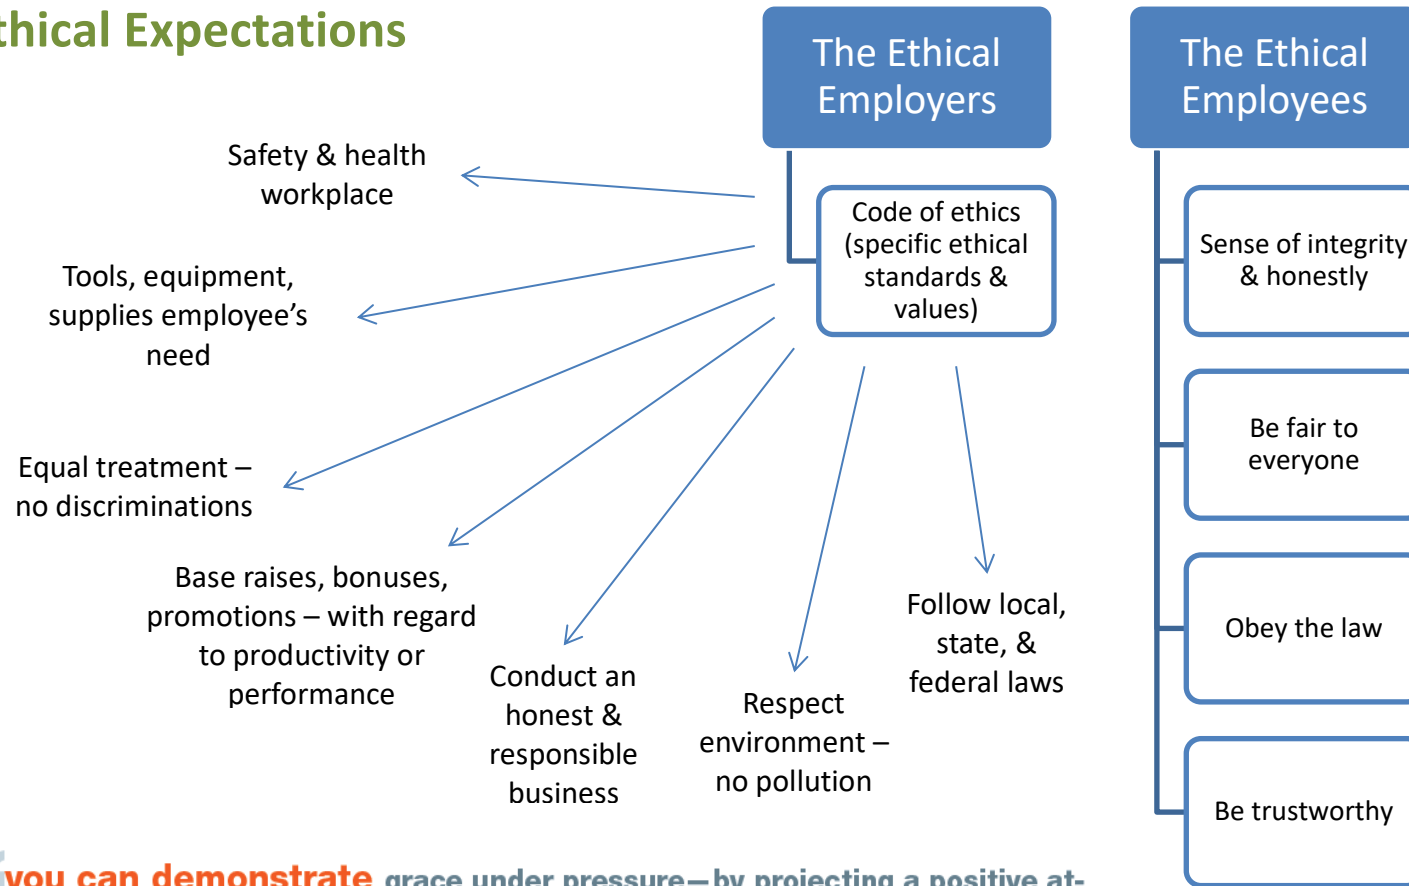 thical Expectations
The Ethical
Employers
The Ethical
Employees
Safety & health
workplace
Code of ethics
(specific ethical
standards &
values)
Sense of integrity
& honestly
Tools, equipment,
supplies employee’s
need
Be fair to
everyone
Equal treatment –
no discriminations
Base raises, bonuses,
promotions – with regard
to productivity or
performance
Conduct an
honest &
responsible
business
Respect
environment –
no pollution
Follow local,
state, &
federal laws
Obey the law
Be trustworthy
you can demonstrate grace under pressure—by projecting a positive at-